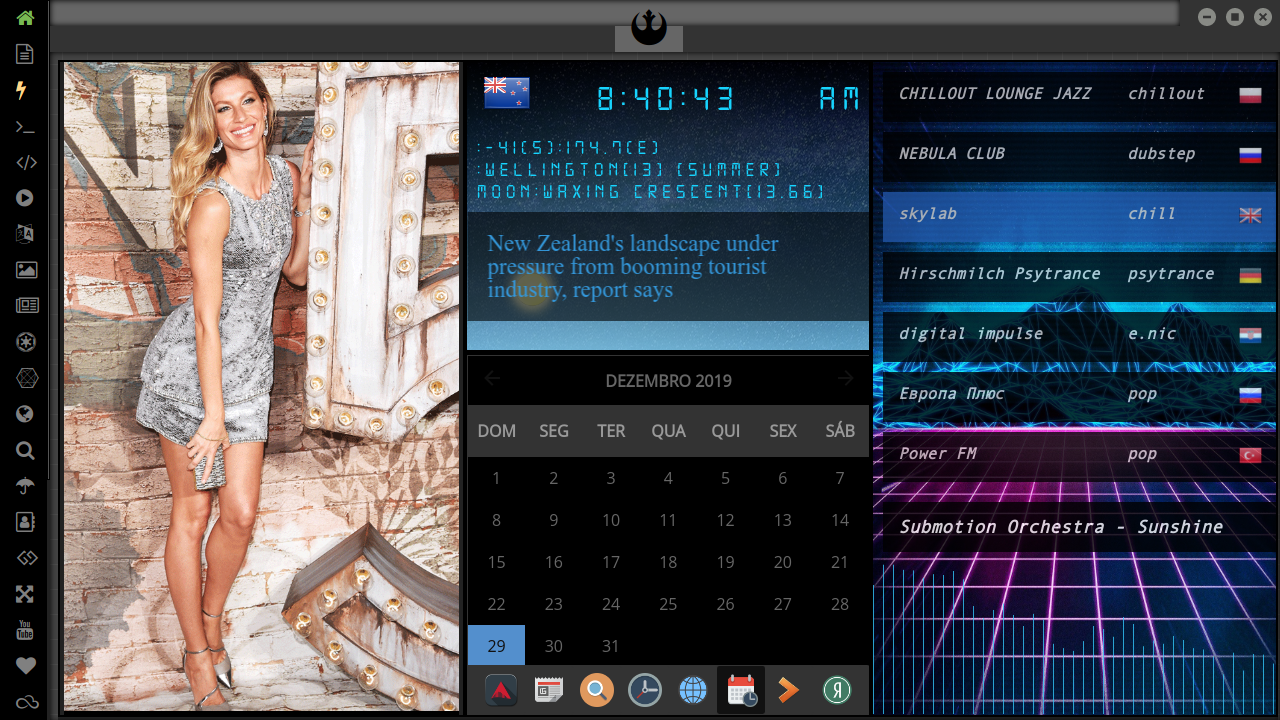 8:40:43 AM
:-41(S):174.7(E)
:WELLINGTON(13) (SUMMER)
MOON:WAXING CRESCENT(13.66)
New Zealand's landscape under
pressure from booming tourist
industry, report says
DEZEMBRO 2019
DOM SEG TER QUA QUI SEX SÁB
1 2 3 4 5 6 7
8 9 10 11 12 13 14
15 16 17 18 19 20 21
22 23 24 25 26 27 28
29 30 31
CHILLOUT LOUNGE JAZZ chillout
NEBULA CLUB dubstep
skylab chill
Hirschmilch Psytrance psytrance
digital impulse e.nic
Европа Плюс pop
Power FM pop
Submotion Orchestra - Sunshine
You
Tube
Я